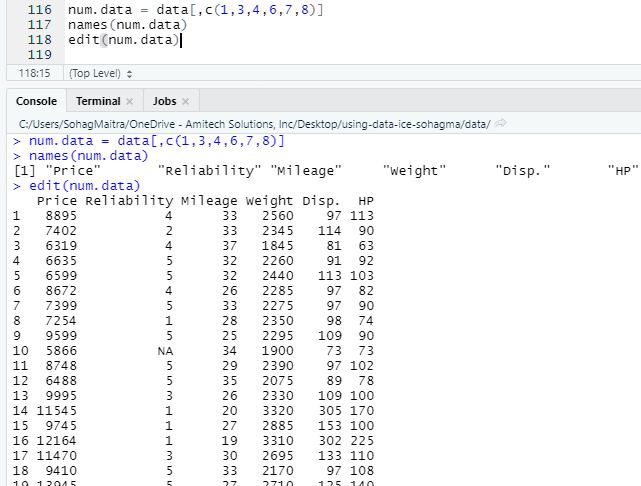 116 num.data = data[,c(1,3,4,6,7,8)]
117 names(num.data)
118 edit(num.data)
119
118:15 (Top Level)
Console Terminal × Jobs ×
C:/Users/SohagMaitra/OneDrive - Amitech Solutions, Inc/Desktop/using-data-ice-sohagma/data/
> num.data = data[,c(1,3,4,6,7,8)]
> names(num.data)
[1] "Price" "Reliability" "Mileage" "Weight" "Disp." "HP"
> edit(num.data)
Price Reliability Mileage Weight Disp. HP
1 8895 4 33 2560 97 113
2 7402 2 33 2345 114 90
3 6319 4 37 1845 81 63
4 6635 5 32 2260 91 92
5 6599 5 32 2440 113 103
6 8672 4 26 2285 97 82
7 7399 5 33 2275 97 90
8 7254 1 28 2350 98 74
9 9599 5 25 2295 109 90
10 5866 NA 34 1900 73 73
11 8748 5 29 2390 97 102
12 6488 5 35 2075 89 78
13 9995 3 26 2330 109 100
14 11545 1 20 3320 305 170
15 9745 1 27 2885 153 100
16 12164 1 19 3310 302 225
17 11470 3 30 2695 133 110
18 9410 5 33 2170 97 108
19 13945 5 27 2710 125 140